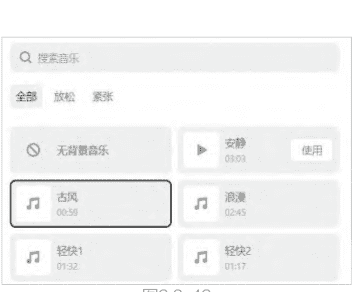 搜索音乐
全部 放松 紧张
无背景音乐
安静
03:03
使用
古风
00:59
浪漫
02:45
轻快1
01:32
轻快2
01:17